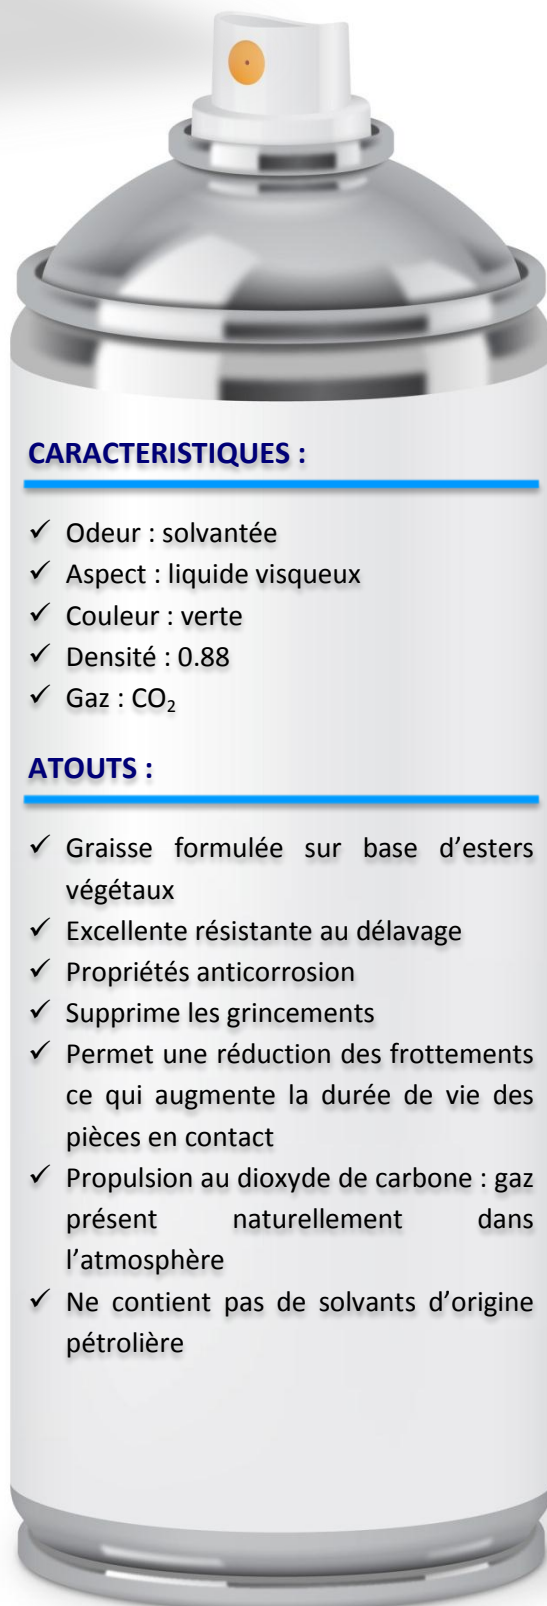 CARACTERISTIQUES :
✓ Odeur : solvantée
✓ Aspect : liquide visqueux
✓ Couleur : verte
✓ Densité : 0.88
✓ Gaz : CO₂
ATOUTS :
✓ Graisse formulée sur base d’esters
végétaux
✓ Excellente résistante au délavage
✓ Propriétés anticorrosion
✓ Supprime les grincements
✓ Permet une réduction des frottements
ce qui augmente la durée de vie des
pièces en contact
✓ Propulsion au dioxyde de carbone : gaz
présent naturellement dans
l’atmosphère
✓ Ne contient pas de solvants d’origine
pétrolière